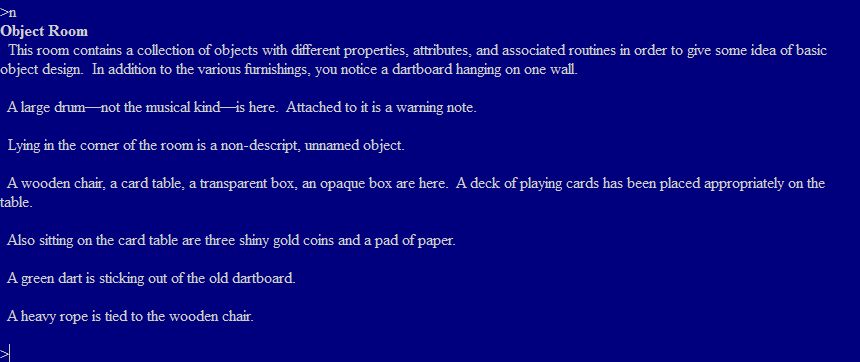 >n
Object Room
This room contains a collection of objects with different properties, attributes, and associated routines in order to give some idea of basic
object design.  In addition to the various furnishings, you notice a dartboard hanging on one wall.
A large drum—not the musical kind—is here.  Attached to it is a warning note.
Lying in the corner of the room is a non-descript, unnamed object.
A wooden chair, a card table, a transparent box, an opaque box are here.  A deck of playing cards has been placed appropriately on the
table.
Also sitting on the card table are three shiny gold coins and a pad of paper.
A green dart is sticking out of the old dartboard.
A heavy rope is tied to the wooden chair.
>